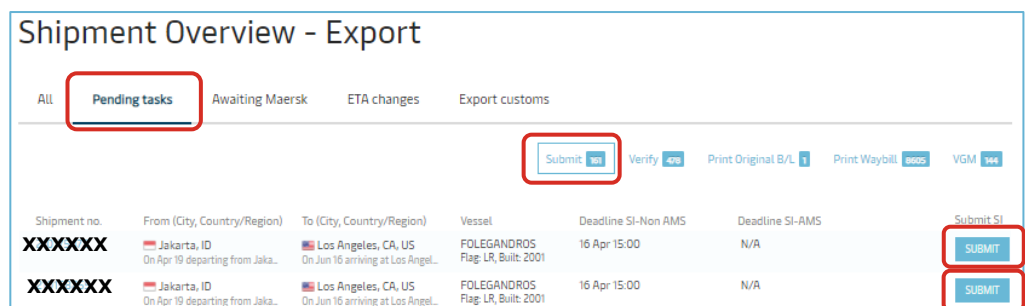 Shipment Overview - Export
All Pending tasks Awaiting Maersk ETA changes Export customs
Submit 161 Verify 478 Print Original B/L 1 Print Waybill 8605 VGM 144
Shipment no. From (City, Country/Region) To (City, Country/Region) Vessel Deadline SI-Non AMS Deadline SI-AMS Submit SI
XXXXXX Jakarta, ID Los Angeles, CA, US FOLEGANDROS 16 Apr 15:00 N/A SUBMIT
On Apr 19 departing from Jaka... On Jun 16 arriving at Los Angel... Flag: LR, Built: 2001
XXXXXX Jakarta, ID Los Angeles, CA, US FOLEGANDROS 16 Apr 15:00 N/A SUBMIT
On Apr 19 departing from Jaka... On Jun 16 arriving at Los Angel... Flag: LR, Built: 2001